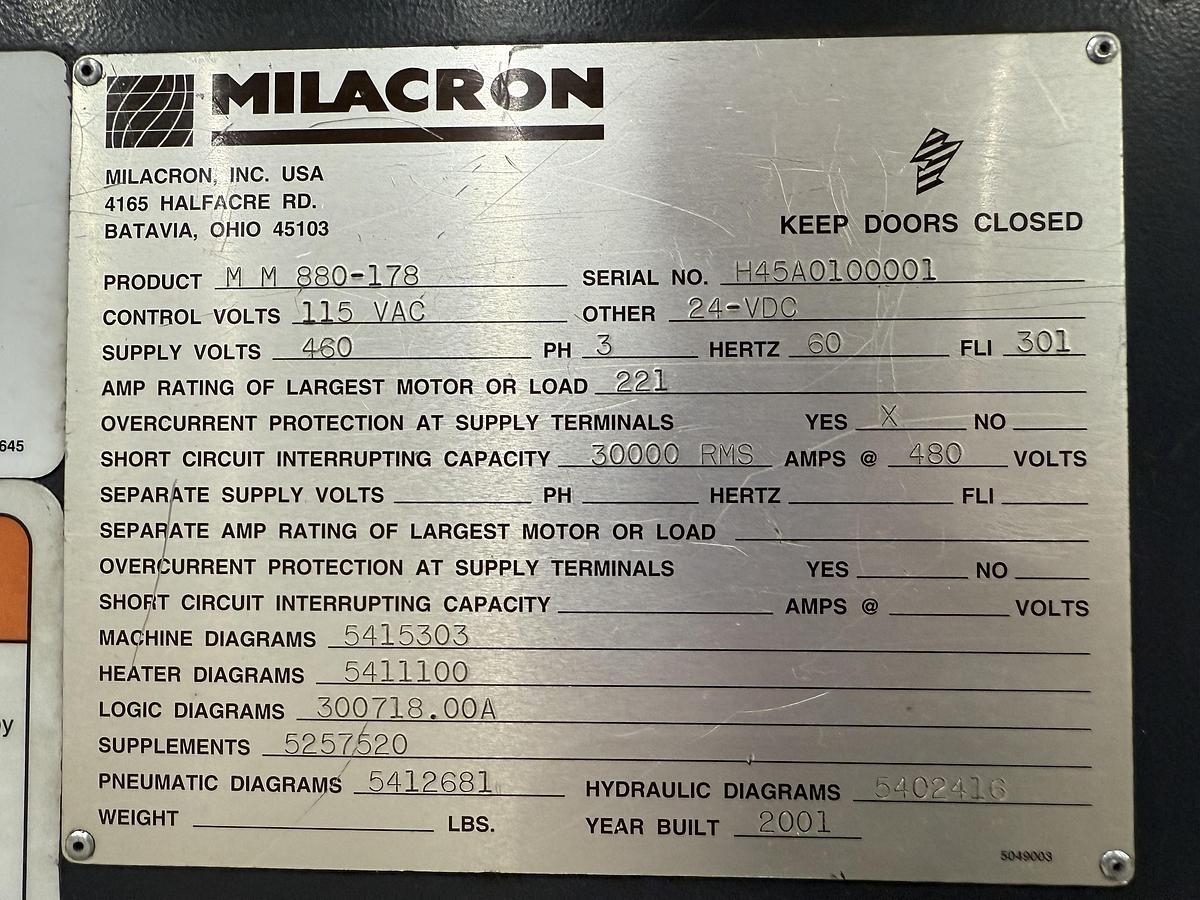 MILACRON
MILACRON, INC. USA
4165 HALFACRE RD.
BATAVIA, OHIO 45103
KEEP DOORS CLOSED
PRODUCT M M 880-178 SERIAL NO. H45A0100001
CONTROL VOLTS 115 VAC OTHER 24-VDC
SUPPLY VOLTS 460 PH 3 HERTZ 60 FLI 301
AMP RATING OF LARGEST MOTOR OR LOAD 221
OVERCURRENT PROTECTION AT SUPPLY TERMINALS YES X NO
645
SHORT CIRCUIT INTERRUPTING CAPACITY 30000 RMS AMPS @ 480 VOLTS
SEPARATE SUPPLY VOLTS PH HERTZ FLI
SEPARATE AMP RATING OF LARGEST MOTOR OR LOAD
OVERCURRENT PROTECTION AT SUPPLY TERMINALS YES NO
SHORT CIRCUIT INTERRUPTING CAPACITY AMPS @ VOLTS
MACHINE DIAGRAMS 5415303
HEATER DIAGRAMS 5411100
LOGIC DIAGRAMS 300718.00A
SUPPLEMENTS 5257520
PNEUMATIC DIAGRAMS 5412681 HYDRAULIC DIAGRAMS 5402416
WEIGHT LBS. YEAR BUILT 2001
5049003